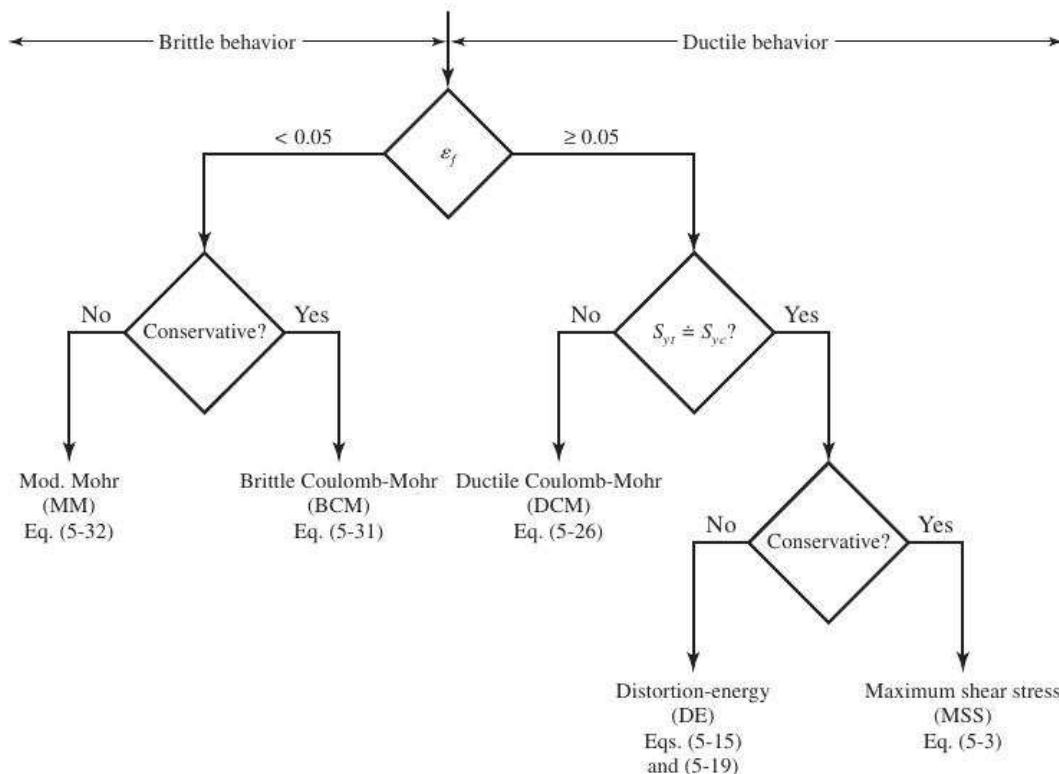 Brittle behavior
Ductile behavior
< 0.05
≥ 0.05
ε_f
No
Conservative?
Yes
No
S_yt ≐ S_yc?
Yes
Mod. Mohr
(MM)
Eq. (5-32)
Brittle Coulomb-Mohr
(BCM)
Eq. (5-31)
Ductile Coulomb-Mohr
(DCM)
Eq. (5-26)
No
Conservative?
Yes
Distortion-energy
(DE)
Eqs. (5-15)
and (5-19)
Maximum shear stress
(MSS)
Eq. (5-3)